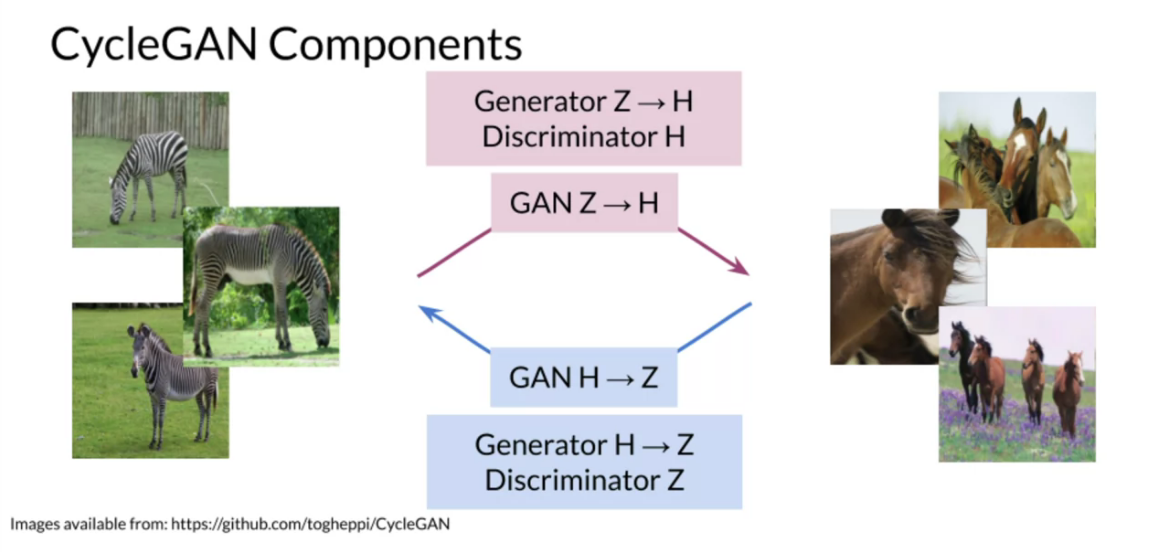 CycleGAN Components
Generator Z → H
Discriminator H
GAN Z → H
GAN H → Z
Generator H → Z
Discriminator Z
Images available from: https://github.com/togheppi/CycleGAN